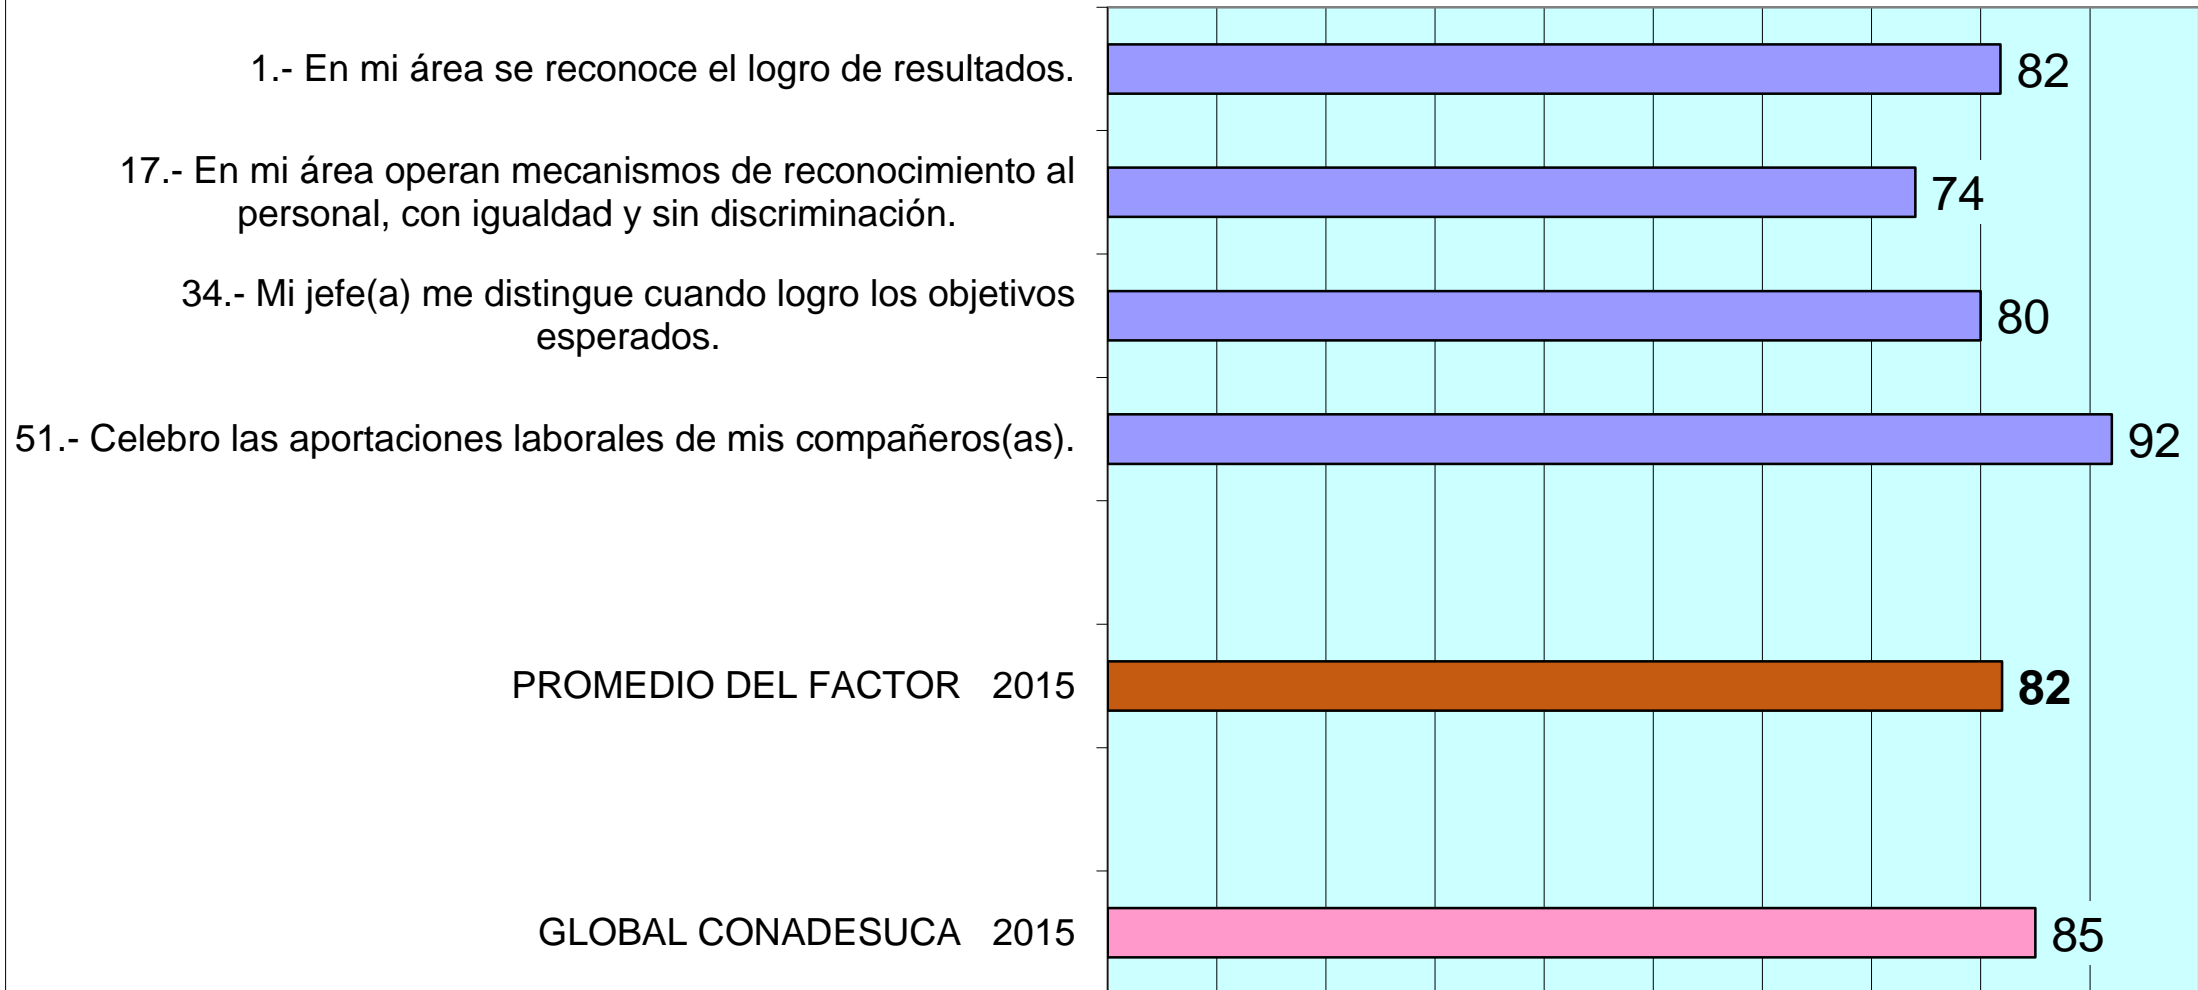 1.- En mi área se reconoce el logro de resultados.
82
17.- En mi área operan mecanismos de reconocimiento al
personal, con igualdad y sin discriminación.
74
34.- Mi jefe(a) me distingue cuando logro los objetivos
esperados.
80
51.- Celebro las aportaciones laborales de mis compañeros(as).
92
PROMEDIO DEL FACTOR 2015
82
GLOBAL CONADESUCA 2015
85